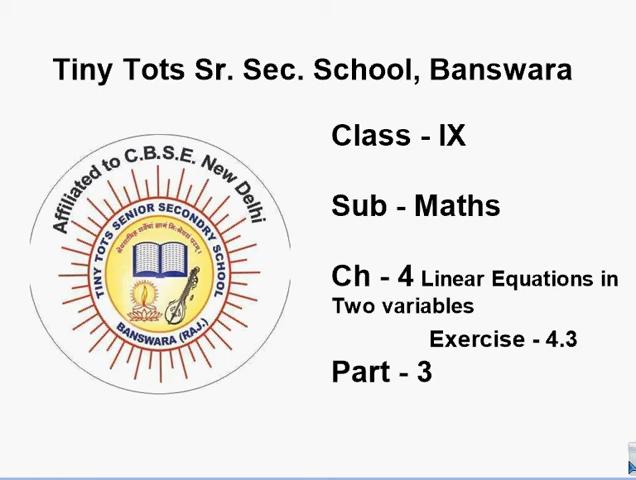 Tiny Tots Sr. Sec. School, Banswara
Affiliated to C.B.S.E. New Delhi
TINY TOTS SENIOR SECONDRY SCHOOL
BANSWARA (RAJ.)
Class - IX
Sub - Maths
Ch - 4 Linear Equations in
Two variables
Exercise - 4.3
Part - 3